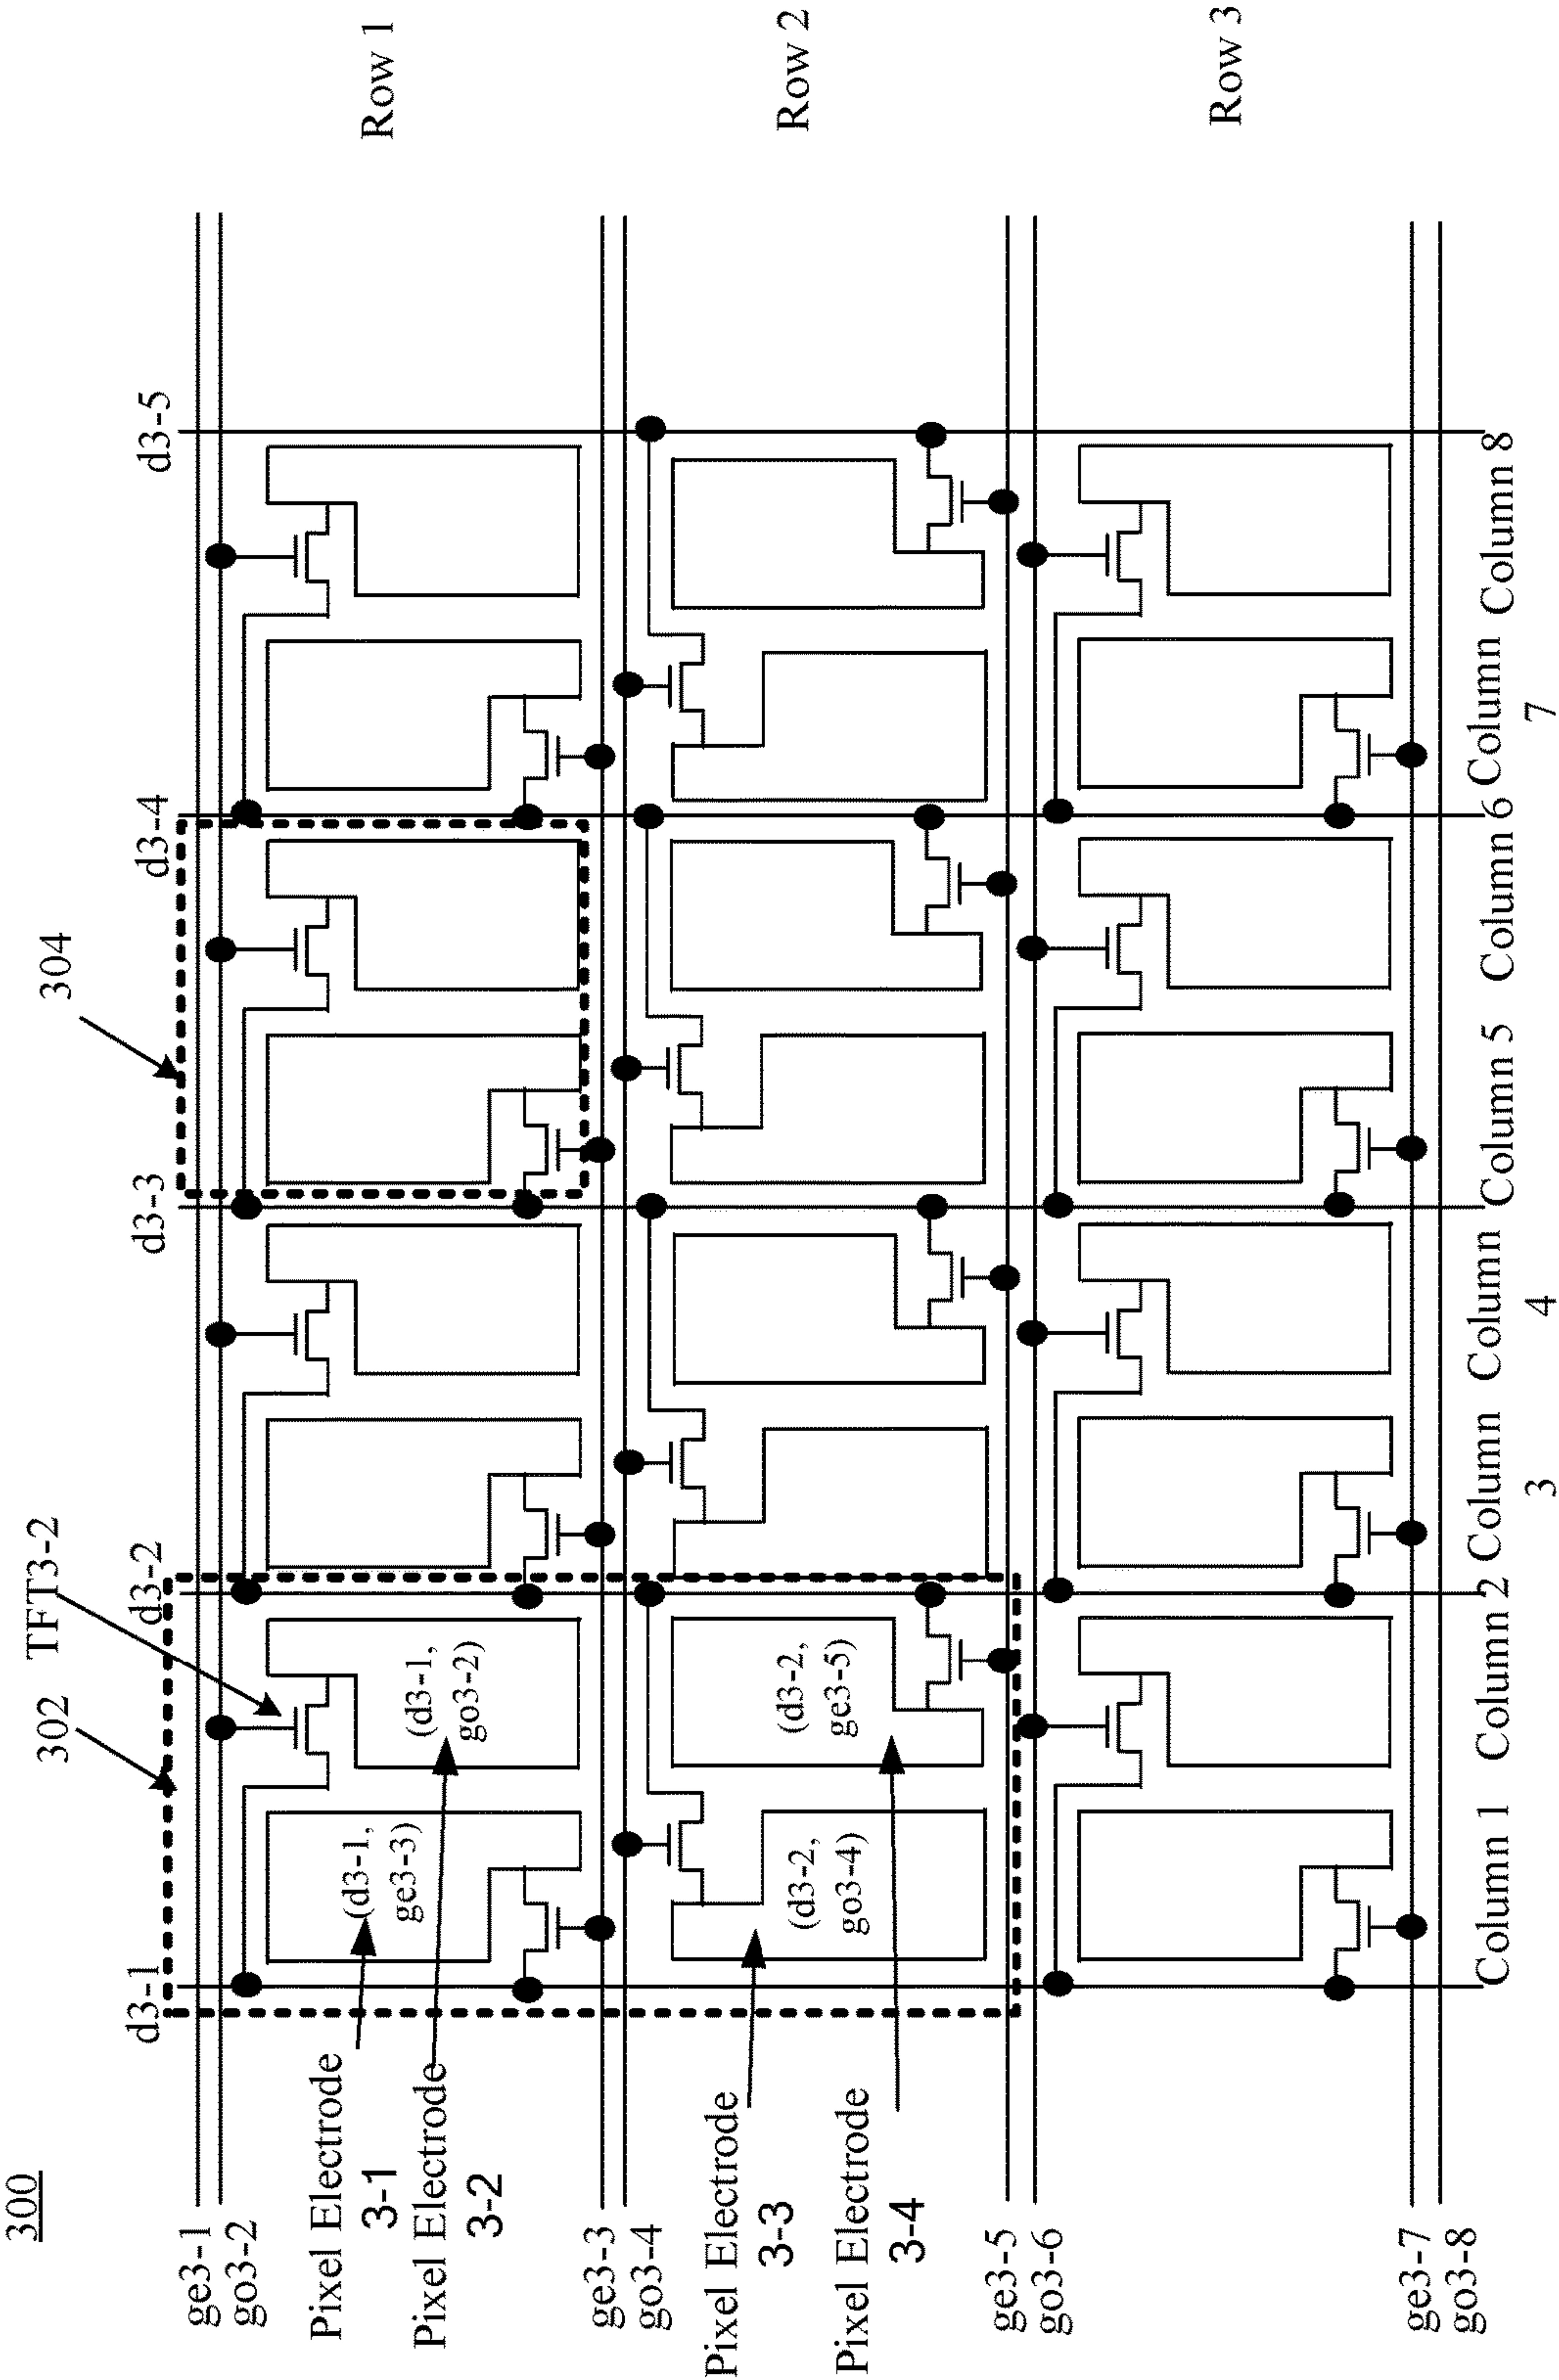 300
302
TFT3-2
304
d3-1
d3-2
d3-3
d3-4
d3-5
ge3-1
go3-2
Row 1
Pixel Electrode
3-1
(d3-1,
ge3-3)
Pixel Electrode
3-2
(d3-1,
go3-2)
ge3-3
go3-4
Row 2
Pixel Electrode
3-3
(d3-2,
go3-4)
Pixel Electrode
3-4
(d3-2,
ge3-5)
ge3-5
go3-6
Row 3
ge3-7
go3-8
Column 1
Column 2
Column
3
Column
4
Column 5
Column 6
Column
7
Column 8